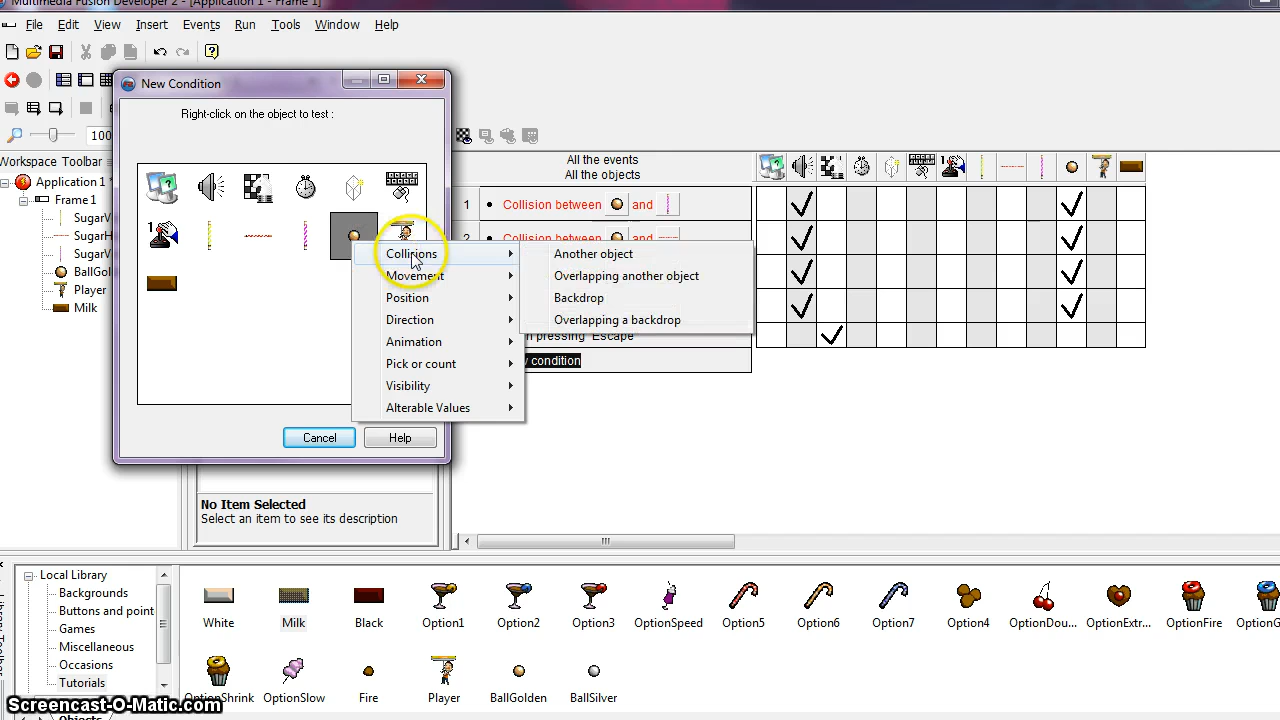 Multimedia Fusion Developer 2 - [Application 1 - Frame 1]
File Edit View Insert Events Run Tools Window Help
New Condition
Right-click on the object to test :
100
Workspace Toolbar
Application1
Frame 1
SugarV
SugarH
SugarV
BallGol
Player
Milk
All the events
All the objects
1 • Collision between and
2 • Collision between and
Collisions
Movement
Position
Direction
Animation
Pick or count
Visibility
Alterable Values
Another object
Overlapping another object
Backdrop
Overlapping a backdrop
n pressing "Escape"
condition
Cancel Help
No Item Selected
Select an item to see its description
Local Library
Backgrounds
Buttons and point
Games
Miscellaneous
Occasions
Tutorials
White Milk Black Option1 Option2 Option3 OptionSpeed Option5 Option6 Option7 Option4 OptionDou... OptionExtr... OptionFire OptionG
OptionShrink OptionSlow Fire Player BallGolden BallSilver
Objects
Screencast-O-Matic.com